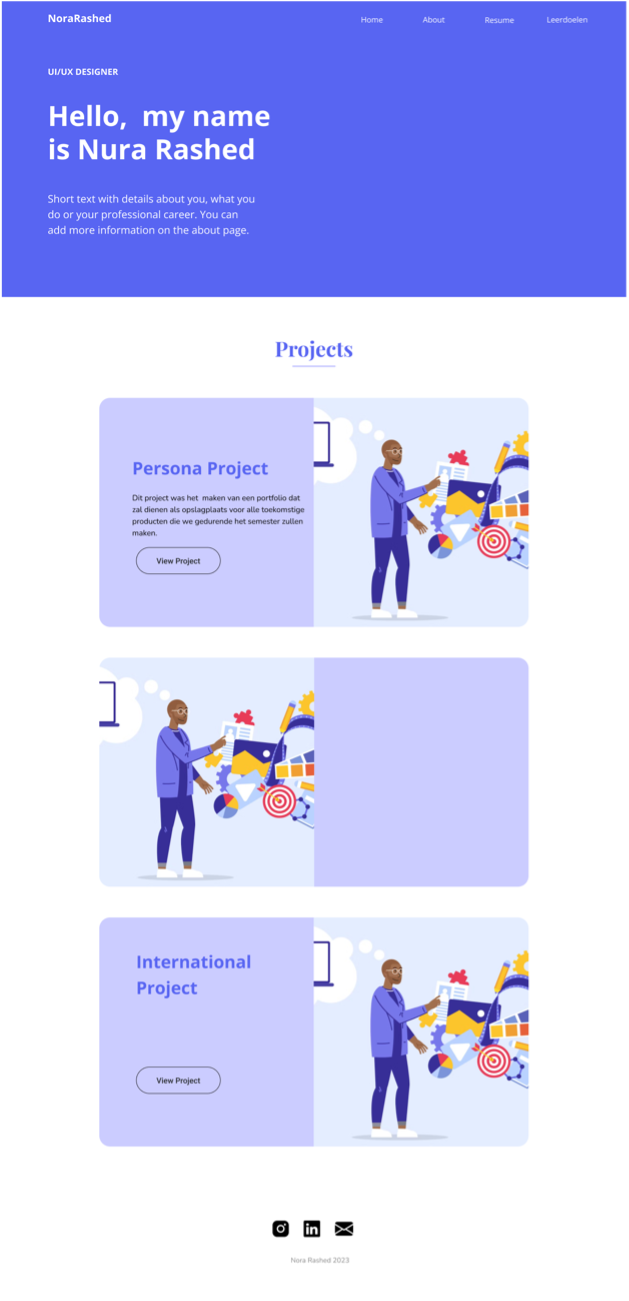 NoraRashed
Home About Resume Leerdoelen
UI/UX DESIGNER
Hello, my name
is Nura Rashed
Short text with details about you, what you
do or your professional career. You can
add more information on the about page.
Projects
Persona Project
Dit project was het maken van een portfolio dat
zal dienen als opslagplaats voor alle toekomstige
producten die we gedurende het semester zullen
maken.
View Project
International
Project
View Project
in
Nora Rashed 2023